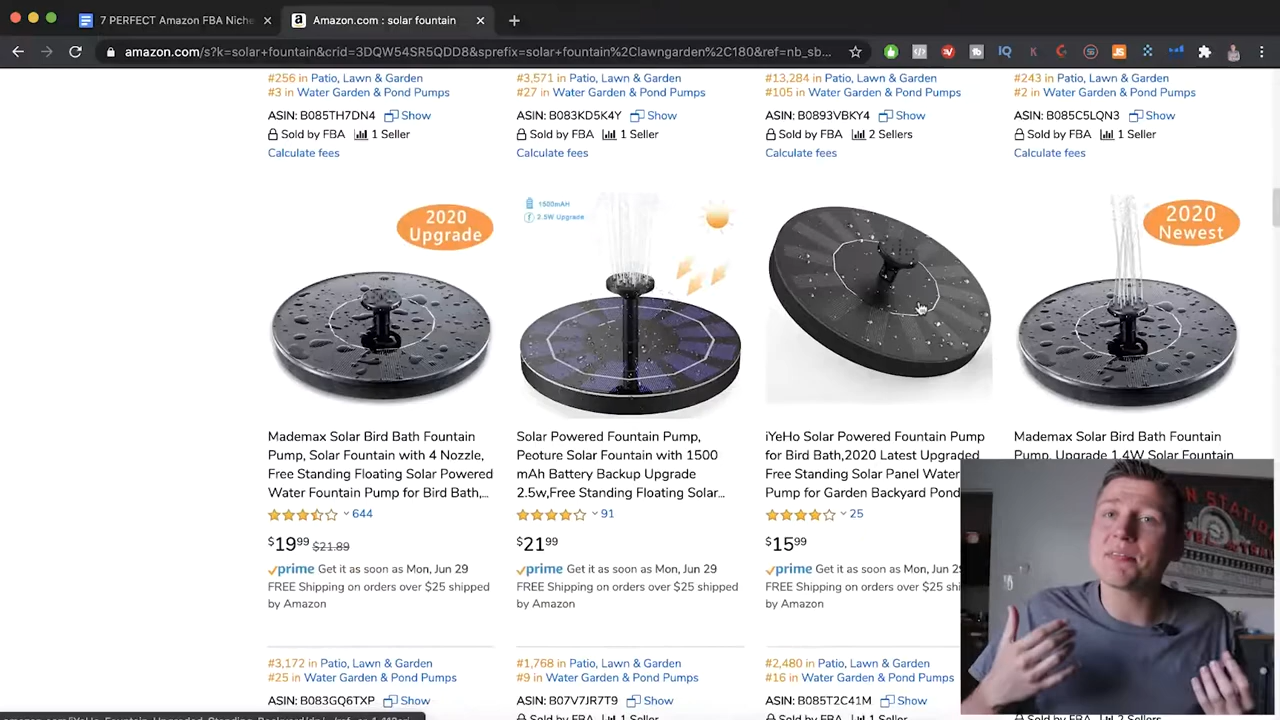 7 PERFECT Amazon FBA Niche
Amazon.com : solar fountain
amazon.com/s?k=solar+fountain&crid=3DQW54SR5QDD8&sprefix=solar+fountain%2Clawngarden%2C180&ref=nb_sb...
#256 in Patio, Lawn & Garden
#3 in Water Garden & Pond Pumps
ASIN: B085TH7DN4 Show
Sold by FBA 1 Seller
Calculate fees
#3,571 in Patio, Lawn & Garden
#27 in Water Garden & Pond Pumps
ASIN: B083KD5K4Y Show
Sold by FBA 1 Seller
Calculate fees
#13,284 in Patio, Lawn & Garden
#105 in Water Garden & Pond Pumps
ASIN: B0893VBKY4 Show
Sold by FBA 2 Sellers
Calculate fees
#243 in Patio, Lawn & Garden
#2 in Water Garden & Pond Pumps
ASIN: B085C5LQN3 Show
Sold by FBA 1 Seller
Calculate fees
2020
Upgrade
Mademax Solar Bird Bath Fountain
Pump, Solar Fountain with 4 Nozzle,
Free Standing Floating Solar Powered
Water Fountain Pump for Bird Bath,...
644
$19.99 $21.89
prime Get it as soon as Mon, Jun 29
FREE Shipping on orders over $25 shipped
by Amazon
1500mAH
2.5W Upgrade
Solar Powered Fountain Pump,
Peoture Solar Fountain with 1500
mAh Battery Backup Upgrade
2.5w,Free Standing Floating Solar...
91
$21.99
prime Get it as soon as Mon, Jun 29
FREE Shipping on orders over $25 shipped
by Amazon
iYeHo Solar Powered Fountain Pump
for Bird Bath,2020 Latest Upgraded
Free Standing Solar Panel Water
Pump for Garden Backyard Pond
25
$15.99
prime Get it as soon as Mon, Jun 29
FREE Shipping on orders over $25 shi
by Amazon
2020
Newest
Mademax Solar Bird Bath Fountain
Pump, Upgrade 1.4W Solar Fountain
#3,172 in Patio, Lawn & Garden
#25 in Water Garden & Pond Pumps
ASIN: B083GQ6TXP Show
#1,768 in Patio, Lawn & Garden
#9 in Water Garden & Pond Pumps
ASIN: B07V7JR7T9 Show
Sold by FBA 1 Seller
#2,480 in Patio, Lawn & Garden
#16 in Water Garden & Pond Pumps
ASIN: B085T2C41M Show
Sold by FBA 2 Sellers